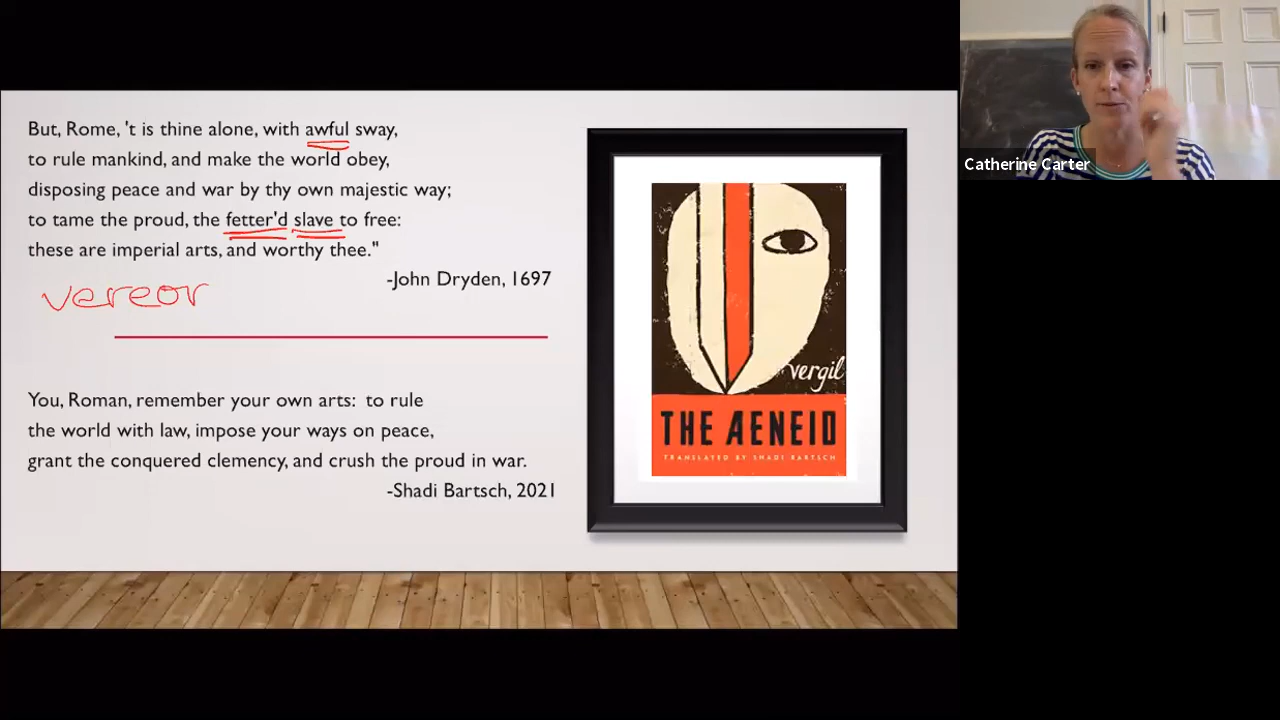 But, Rome, 't is thine alone, with awful sway,
to rule mankind, and make the world obey,
disposing peace and war by thy own majestic way;
to tame the proud, the fetter'd slave to free:
these are imperial arts, and worthy thee."
-John Dryden, 1697
vereor
You, Roman, remember your own arts:  to rule
the world with law, impose your ways on peace,
grant the conquered clemency, and crush the proud in war.
-Shadi Bartsch, 2021
vergil
THE AENEID
TRANSLATED BY SHADI BARTSCH
Catherine Carter